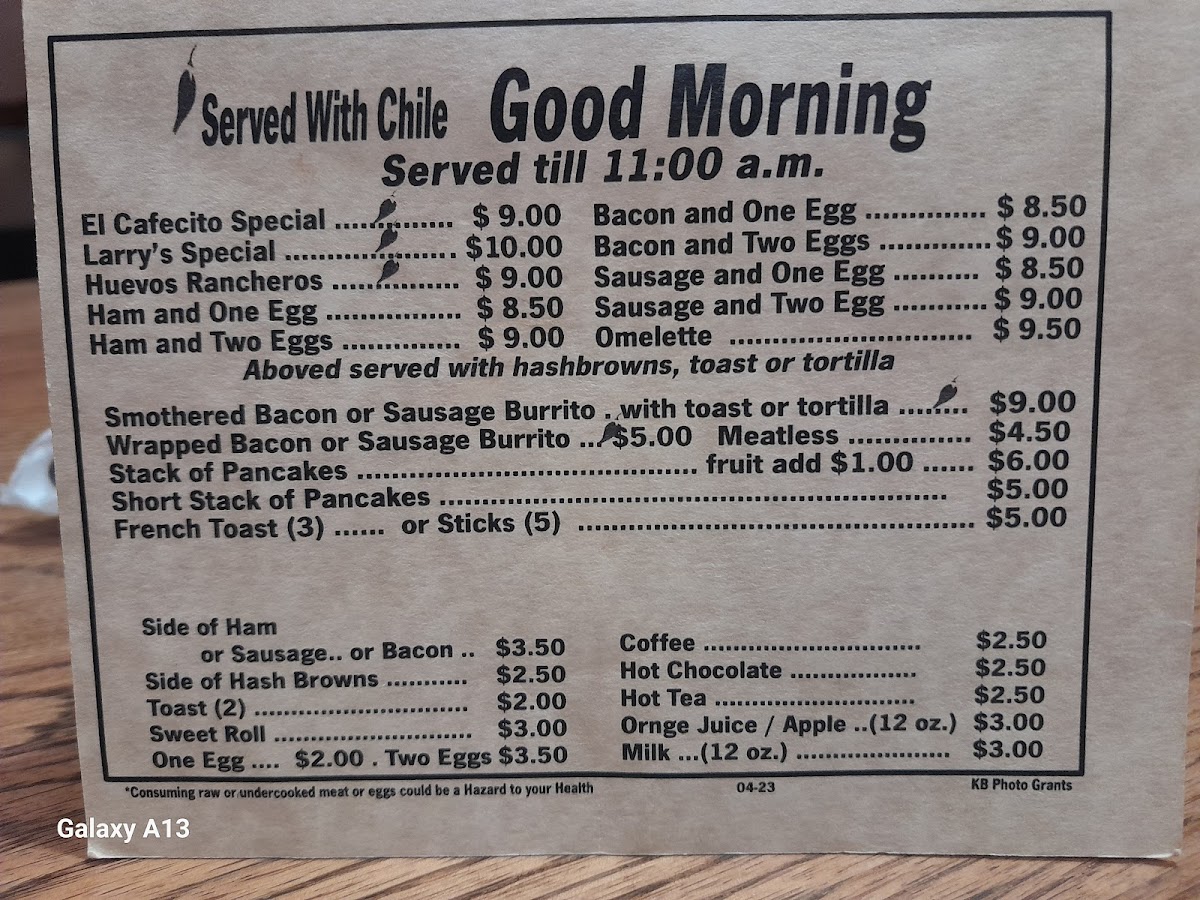 Served With Chile Good Morning
Served till 11:00 a.m.
El Cafecito Special .............. $ 9.00
Larry's Special ..................... $10.00
Huevos Rancheros ................ $ 9.00
Ham and One Egg ................. $ 8.50
Ham and Two Eggs ............... $ 9.00
Bacon and One Egg ............... $ 8.50
Bacon and Two Eggs .............. $ 9.00
Sausage and One Egg ........... $ 8.50
Sausage and Two Egg ............ $ 9.00
Omelette .............................. $ 9.50
Aboved served with hashbrowns, toast or tortilla
Smothered Bacon or Sausage Burrito . with toast or tortilla ......... $9.00
Wrapped Bacon or Sausage Burrito ... $5.00 Meatless ............... $4.50
Stack of Pancakes .......................................... fruit add $1.00 ...... $6.00
Short Stack of Pancakes .............................................................. $5.00
French Toast (3) ...... or Sticks (5) ................................................ $5.00
Side of Ham
or Sausage.. or Bacon .. $3.50
Side of Hash Browns ........... $2.50
Toast (2) ............................. $2.00
Sweet Roll .......................... $3.00
One Egg .... $2.00 . Two Eggs $3.50
Coffee ............................. $2.50
Hot Chocolate ................. $2.50
Hot Tea ........................... $2.50
Ornge Juice / Apple ..(12 oz.) $3.00
Milk ...(12 oz.) .................... $3.00
*Consuming raw or undercooked meat or eggs could be a Hazard to your Health 04-23 KB Photo Grants
Galaxy A13